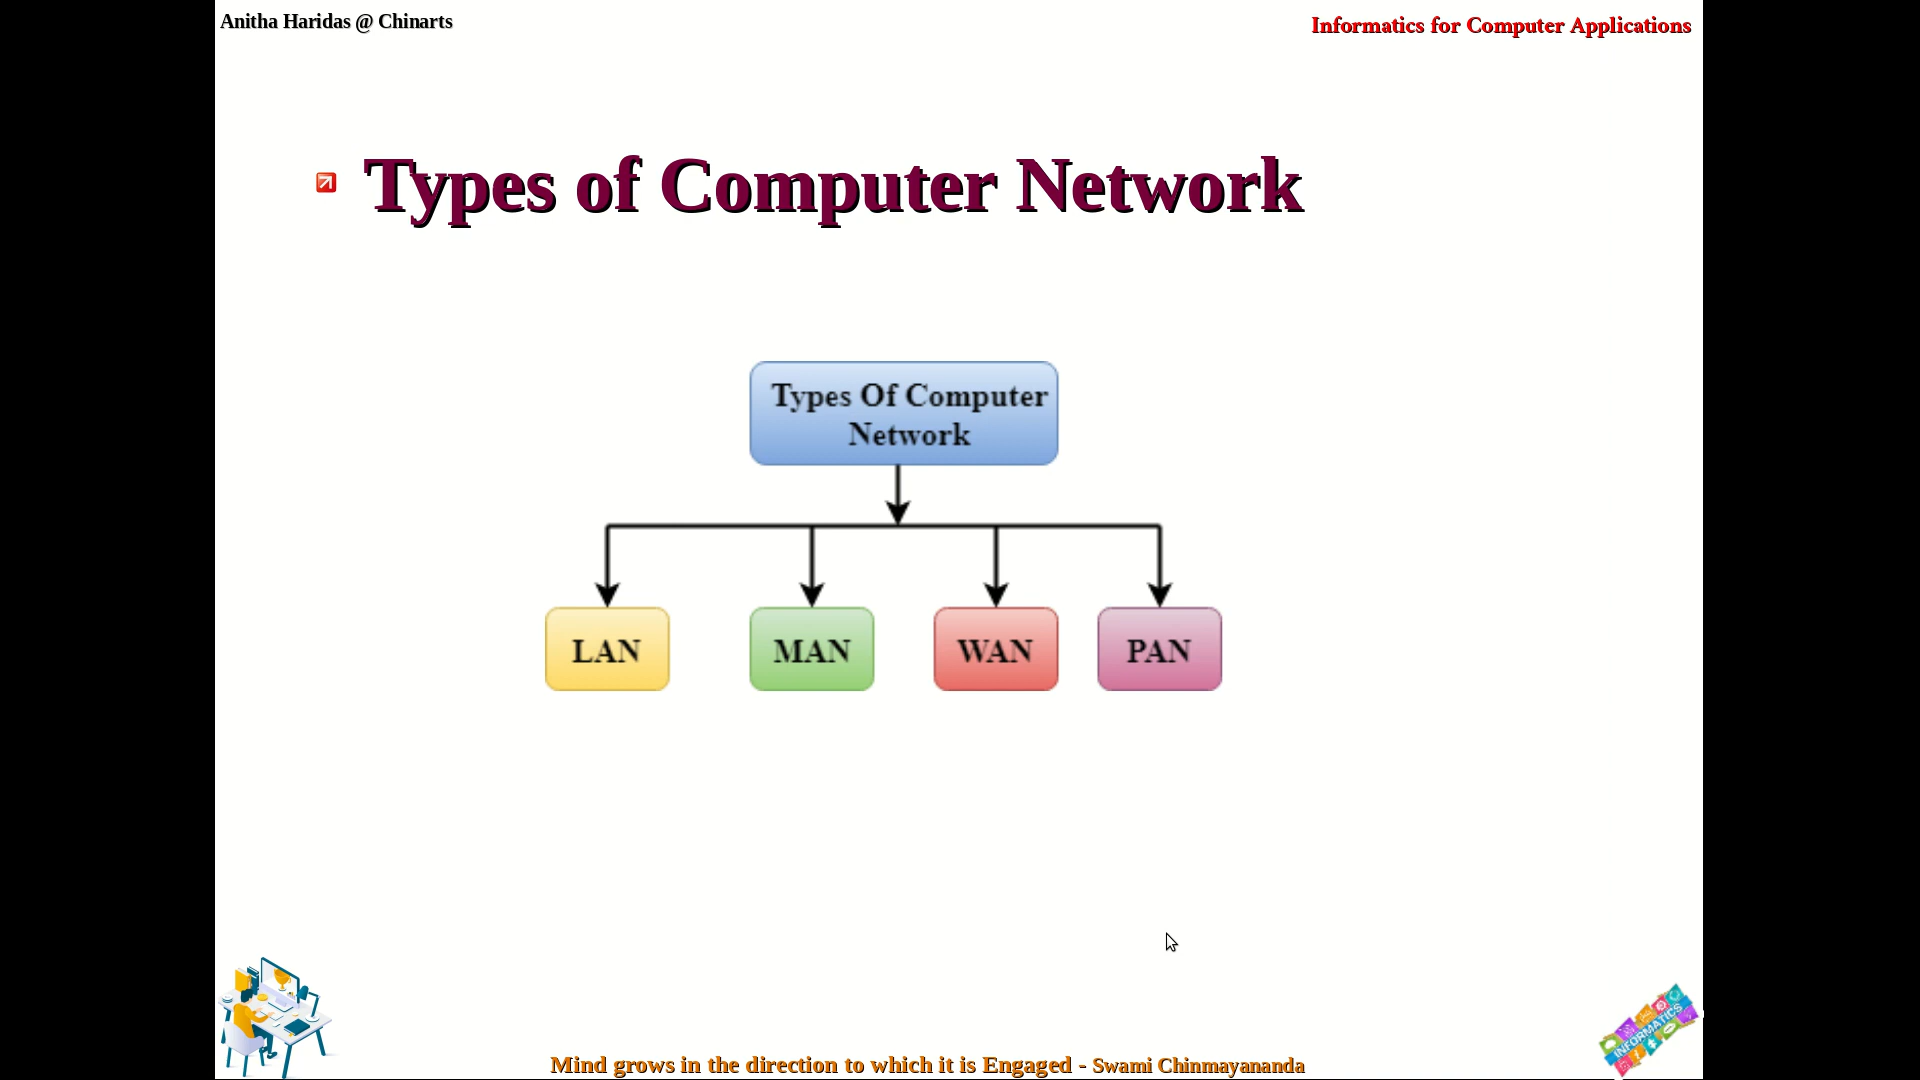 Anitha Haridas @ Chinarts
Informatics for Computer Applications
Types of Computer Network
Types Of Computer
Network
LAN
MAN
WAN
PAN
INFORMATICS
Mind grows in the direction to which it is Engaged - Swami Chinmayananda